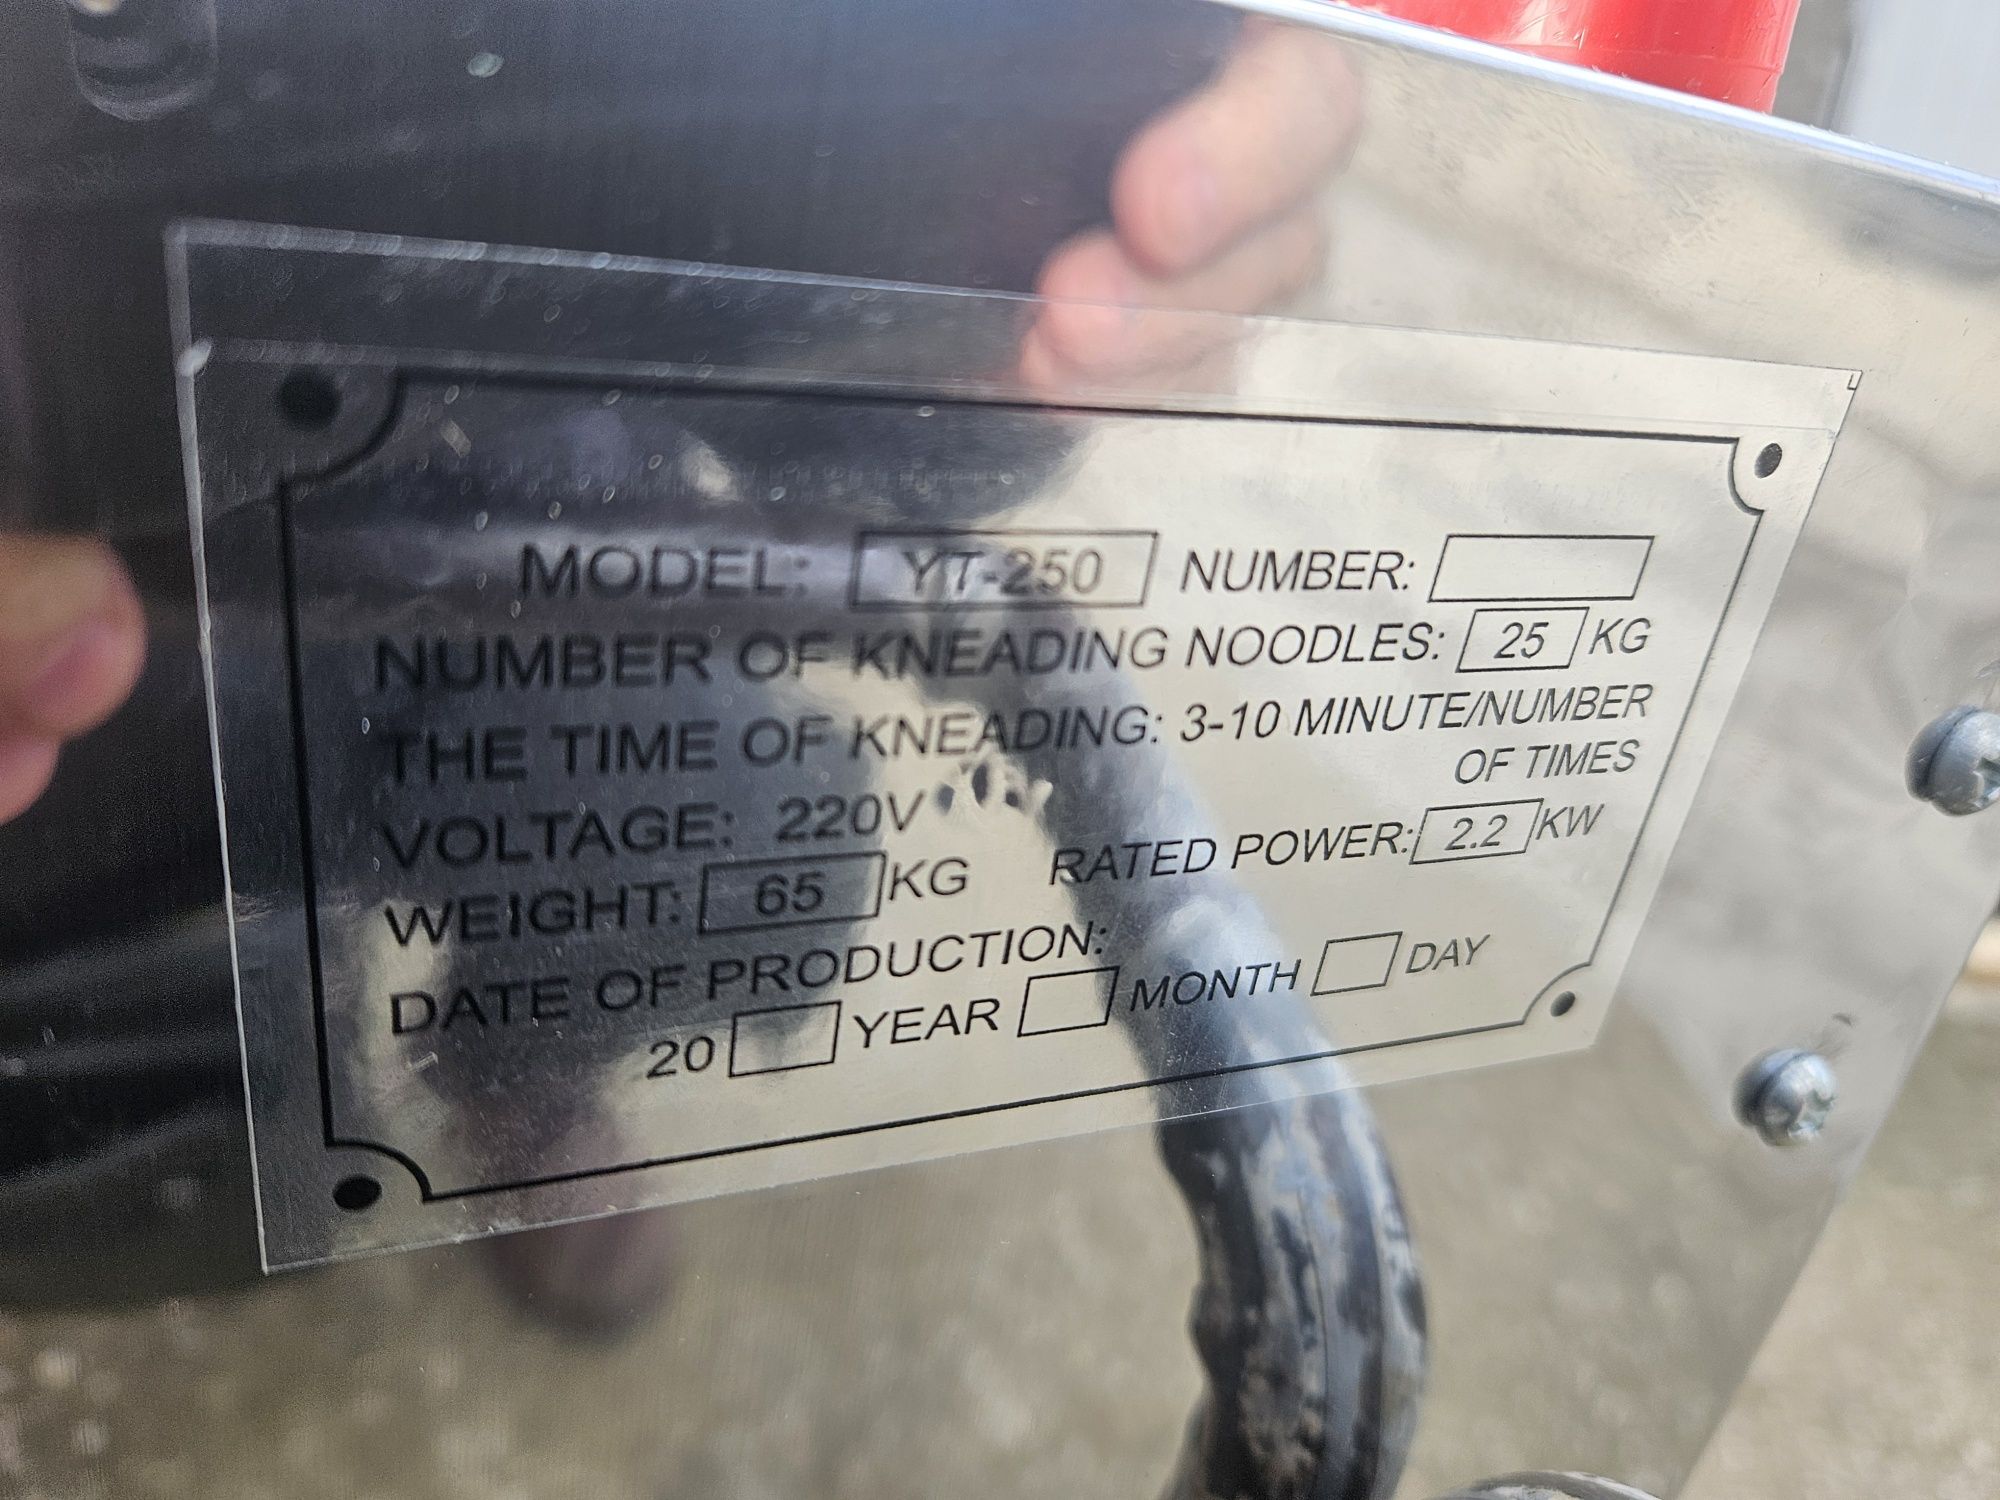 MODEL: YT-250 NUMBER:
NUMBER OF KNEADING NOODLES: 25 KG
THE TIME OF KNEADING: 3-10 MINUTE/NUMBER
OF TIMES
VOLTAGE: 220V
WEIGHT: 65 KG RATED POWER: 2.2 KW
DATE OF PRODUCTION:
20 YEAR MONTH DAY